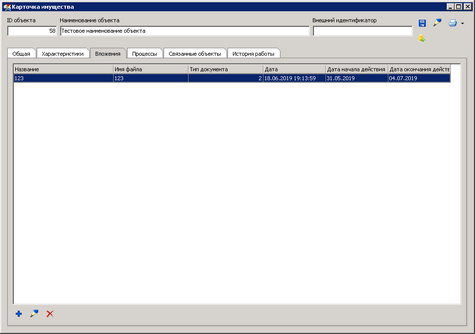 Карточка имущества
ID объекта Наименование объекта Внешний идентификатор
58 Тестовое наименование объекта
Общая Характеристики Вложения Процессы Связанные объекты История работы
Название Имя файла Тип документа Дата Дата начала действия Дата окончания действ
123 123 2 18.06.2019 19:13:59 31.05.2019 04.07.2019